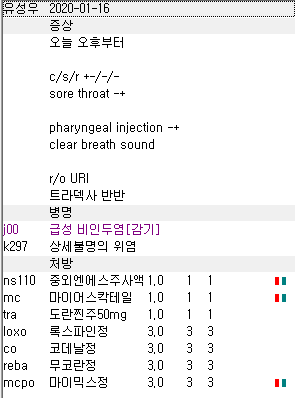 유성우 2020-01-16
증상
오늘 오후부터
c/s/r +-/-/-
sore throat -+
pharyngeal injection -+
clear breath sound
r/o URI
트라덱사 반반
병명
j00 급성 비인두염[감기]
k297 상세불명의 위염
처방
ns110 중외엔에스주사액 1.0 1 1
mc 마이어스칵테일 1.0 1 1
tra 도란찐주50mg 1.0 1 1
loxo 록스파인정 3.0 3 3
co 코데날정 3.0 3 3
reba 무코란정 3.0 3 3
mcpo 마이믹스정 3.0 3 3